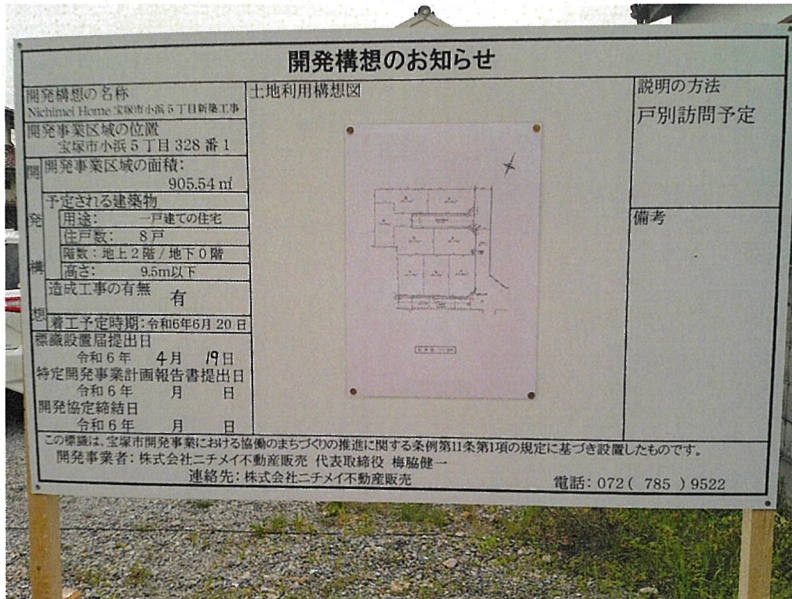 開発構想のお知らせ
開発構想の名称
Nichimei Home 宝塚市小浜5丁目新築工事
開発事業区域の位置
宝塚市小浜5丁目328番1
開発構想
開発事業区域の面積:
905.54㎡
予定される建築物
用途: 一戸建ての住宅
住戸数: 8戸
階数:地上2階/地下0階
高さ: 9.5m以下
造成工事の有無 有
着工予定時期:令和6年6月20日
標識設置届提出日
令和6年 4月 19日
特定開発事業計画報告書提出日
令和6年 月 日
開発協定締結日
令和6年 月 日
土地利用構想図
説明の方法
戸別訪問予定
備考
この標識は、宝塚市開発事業における協働のまちづくりの推進に関する条例第11条第1項の規定に基づき設置したものです。
開発事業者:株式会社ニチメイ不動産販売 代表取締役 梅脇健一
連絡先:株式会社ニチメイ不動産販売 電話:072( 785 )9522